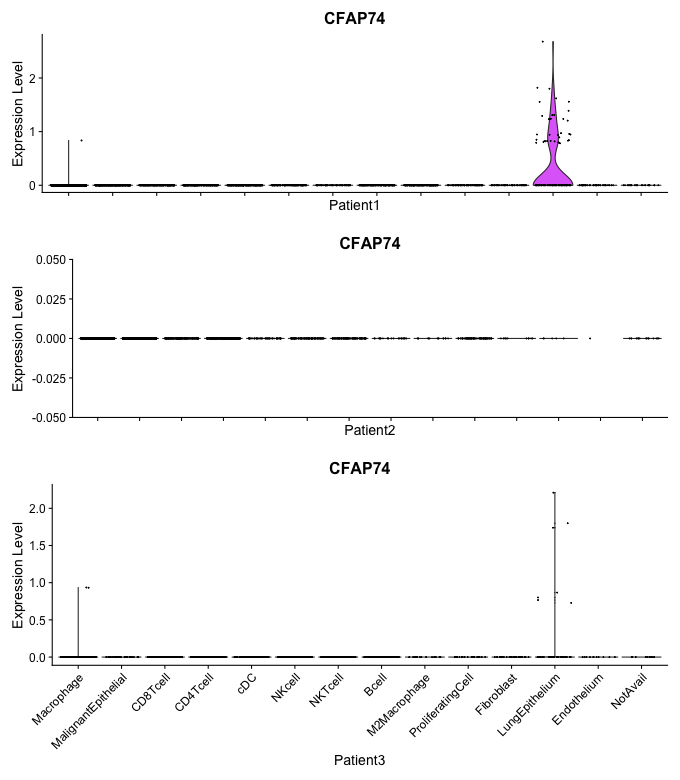 CFAP74
Expression Level
2
1
0
Patient1
CFAP74
Expression Level
0.050
0.025
0.000
-0.025
-0.050
Patient2
CFAP74
Expression Level
2.0
1.5
1.0
0.5
0.0
Macrophage
MalignantEpithelial
CD8Tcell
CD4Tcell
cDC
NKcell
NKTcell
Bcell
M2Macrophage
ProliferatingCell
Fibroblast
LungEpithelium
Endothelium
NotAvail
Patient3